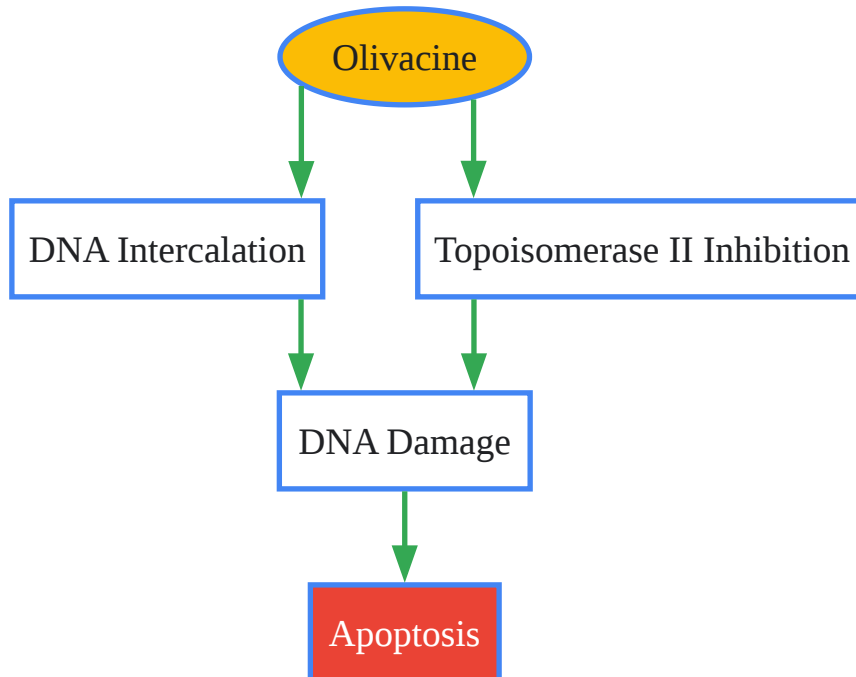 Olivacine
DNA Intercalation
Topoisomerase II Inhibition
DNA Damage
Apoptosis